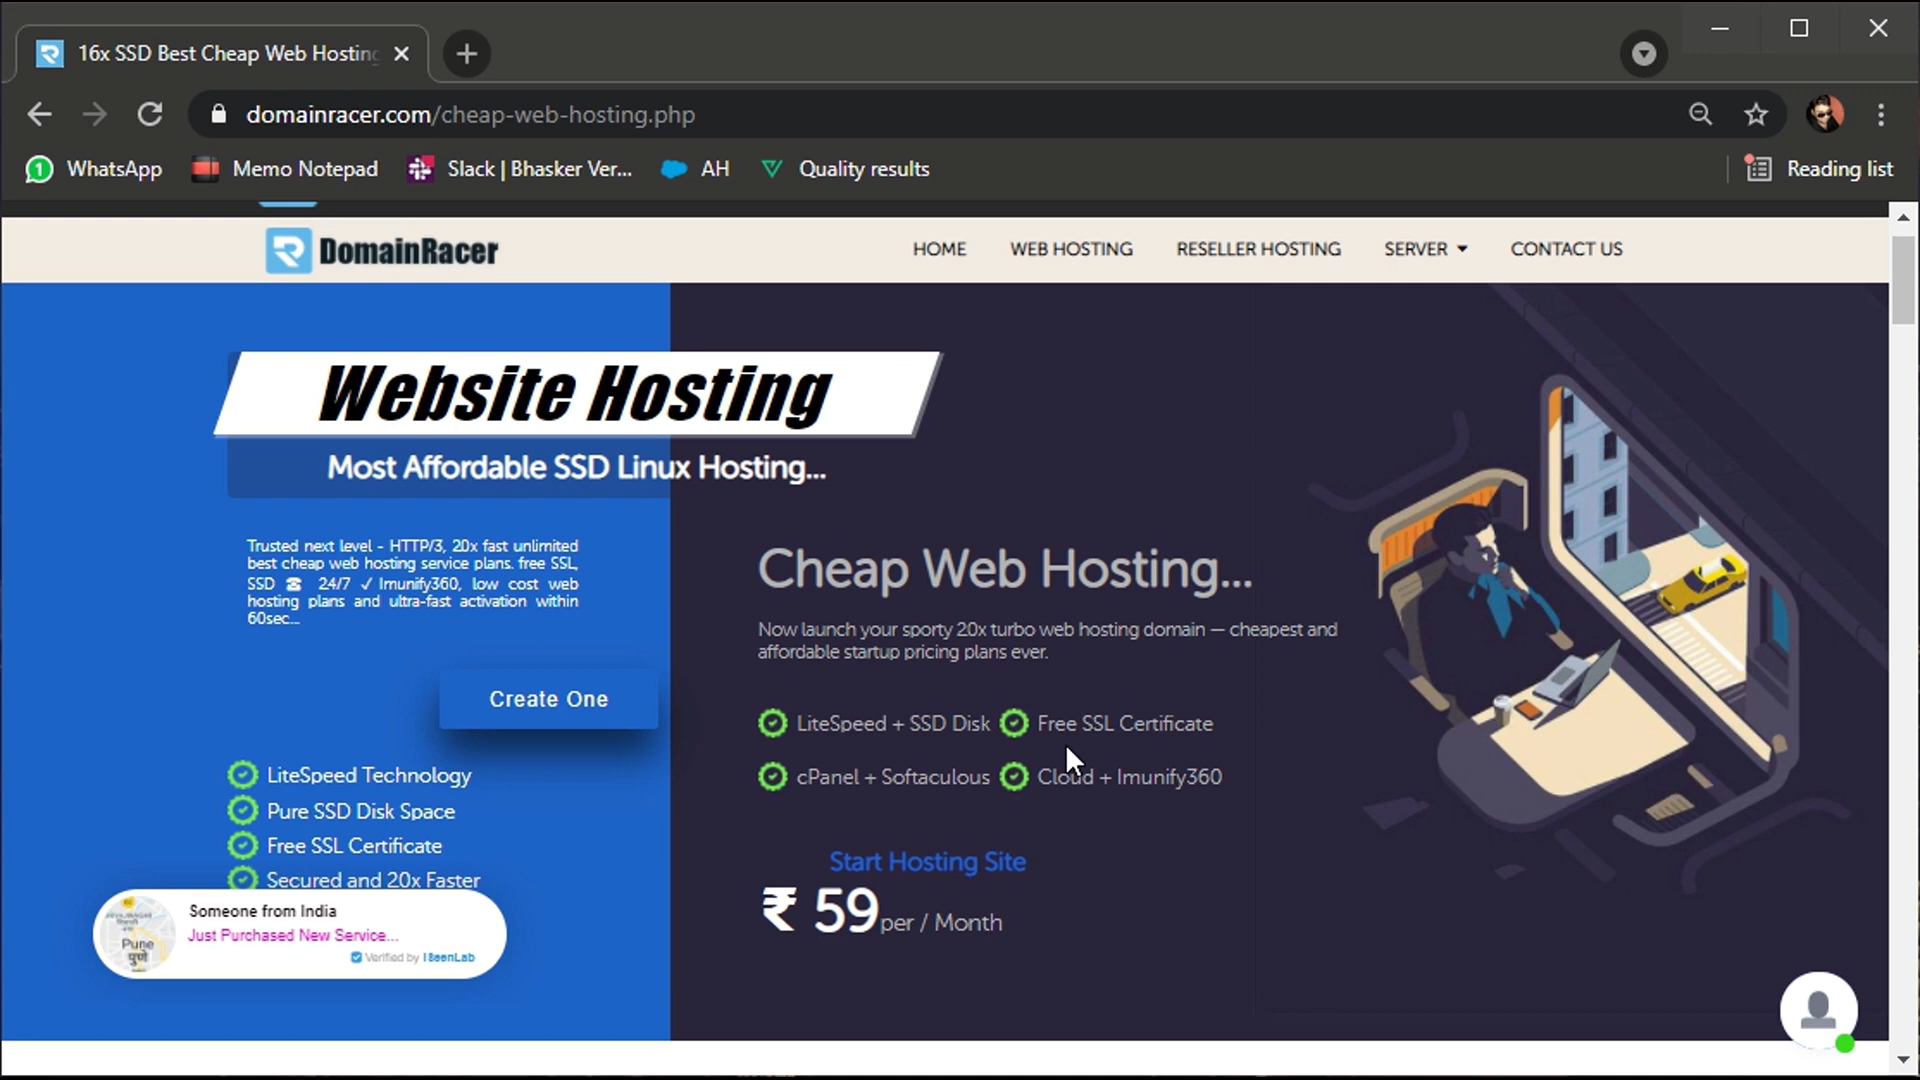 16x SSD Best Cheap Web Hosting
domainracer.com/cheap-web-hosting.php
WhatsApp
Memo Notepad
Slack | Bhasker Ver...
AH
Quality results
Reading list
DomainRacer
HOME
WEB HOSTING
RESELLER HOSTING
SERVER
CONTACT US
Website Hosting
Most Affordable SSD Linux Hosting...
Trusted next level - HTTP/3, 20x fast unlimited
best cheap web hosting service plans. free SSL,
SSD ☎ 24/7 ✓ Imunify360, low cost web
hosting plans and ultra-fast activation within
60sec...
Create One
LiteSpeed Technology
Pure SSD Disk Space
Free SSL Certificate
Secured and 20x Faster
Cheap Web Hosting...
Now launch your sporty 20x turbo web hosting domain — cheapest and
affordable startup pricing plans ever.
LiteSpeed + SSD Disk
Free SSL Certificate
cPanel + Softaculous
Cloud + Imunify360
Start Hosting Site
₹ 59 per / Month
Someone from India
Just Purchased New Service...
Verified by ISeenLab
Pune
पुणे